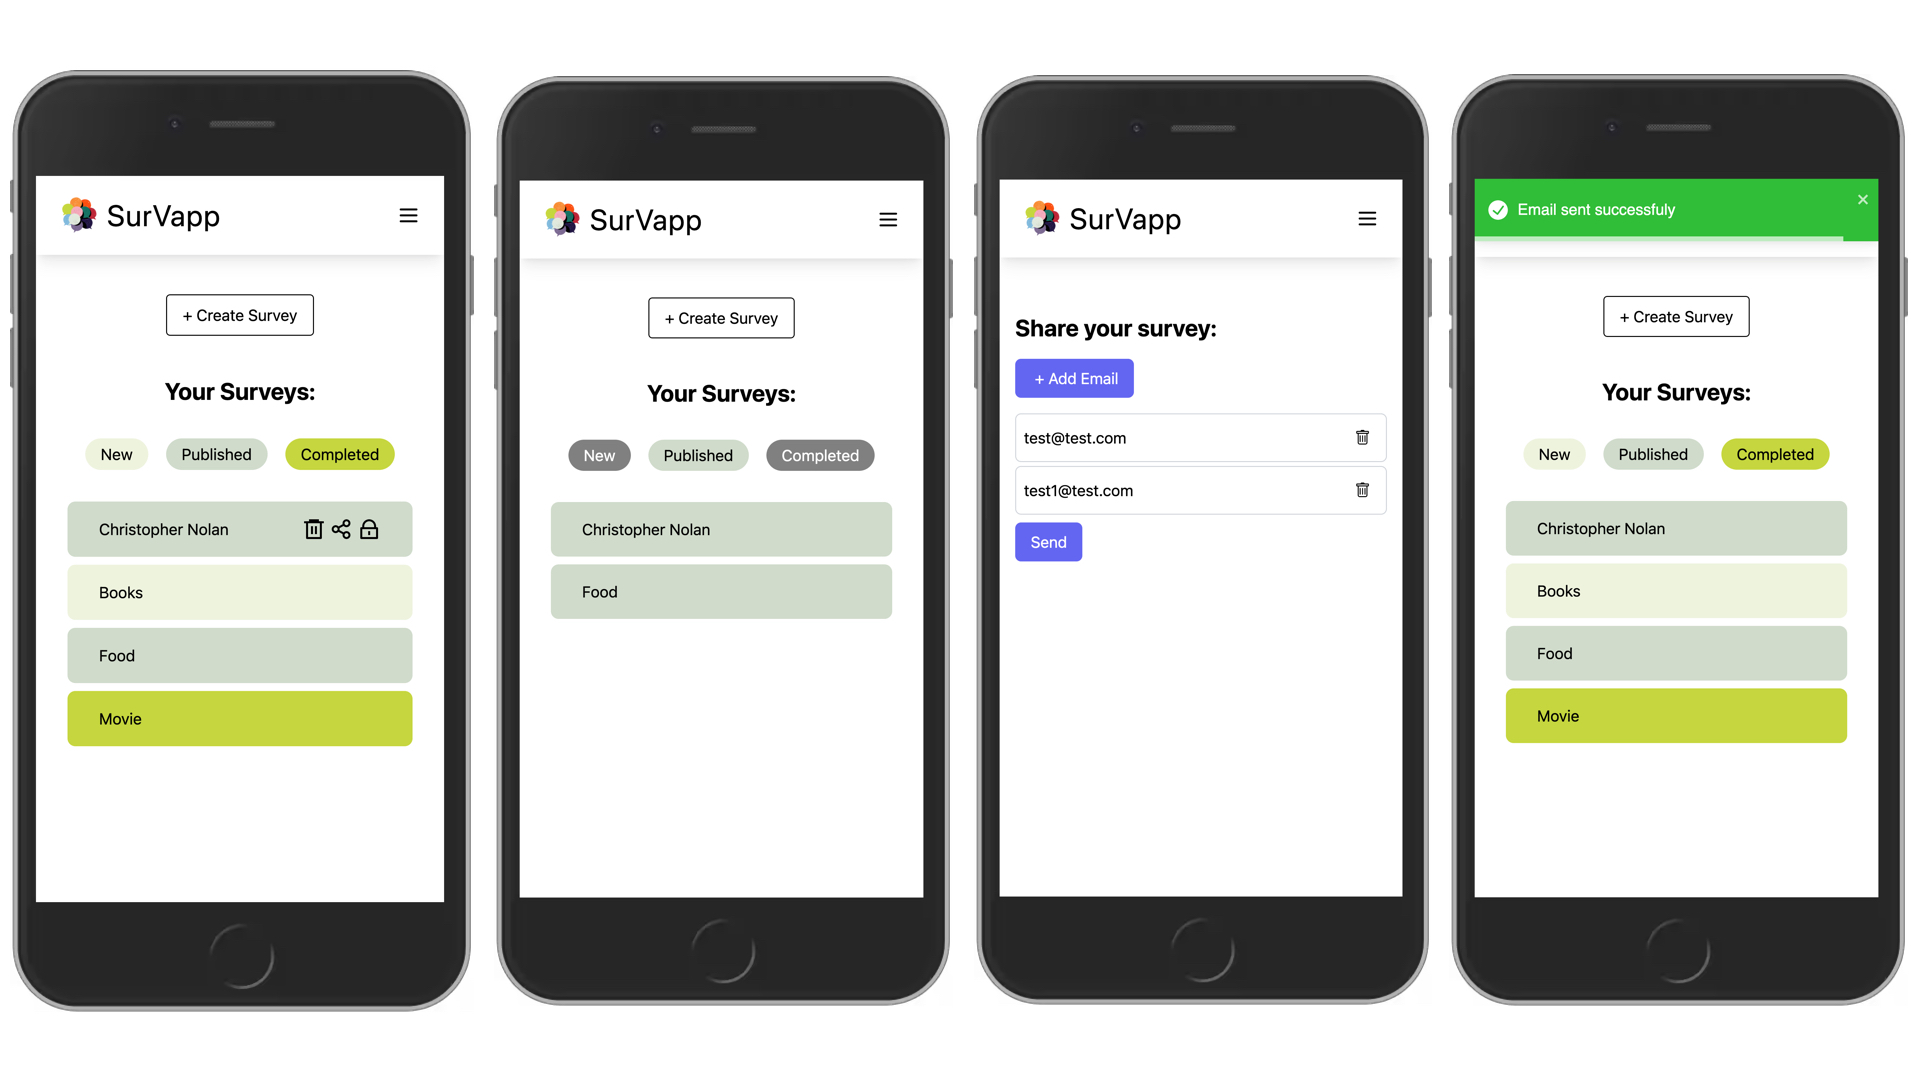 SurVapp
+ Create Survey
Your Surveys:
New Published Completed
Christopher Nolan
Books
Food
Movie
SurVapp
+ Create Survey
Your Surveys:
New Published Completed
Christopher Nolan
Food
SurVapp
Share your survey:
+ Add Email
test@test.com
test1@test.com
Send
Email sent successfuly
+ Create Survey
Your Surveys:
New Published Completed
Christopher Nolan
Books
Food
Movie